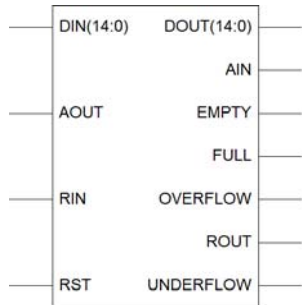 DIN(14:0) DOUT(14:0)
AIN
AOUT EMPTY
FULL
RIN OVERFLOW
ROUT
RST UNDERFLOW